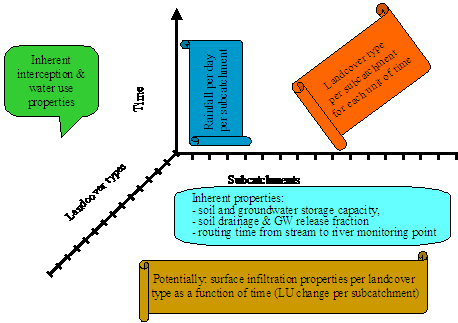 Inherent
interception &
water use
properties
Time
Rainfall per day
per subcatchment
Landcover type
per subcatchment
for each unit of time
Landcover types
Subcatchments
Inherent properties:
- soil and groundwater storage capacity,
- soil drainage & GW release fraction
- routing time from stream to river monitoring point
Potentially: surface infiltration properties per landcover
type as a function of time (LU change per subcatchment)